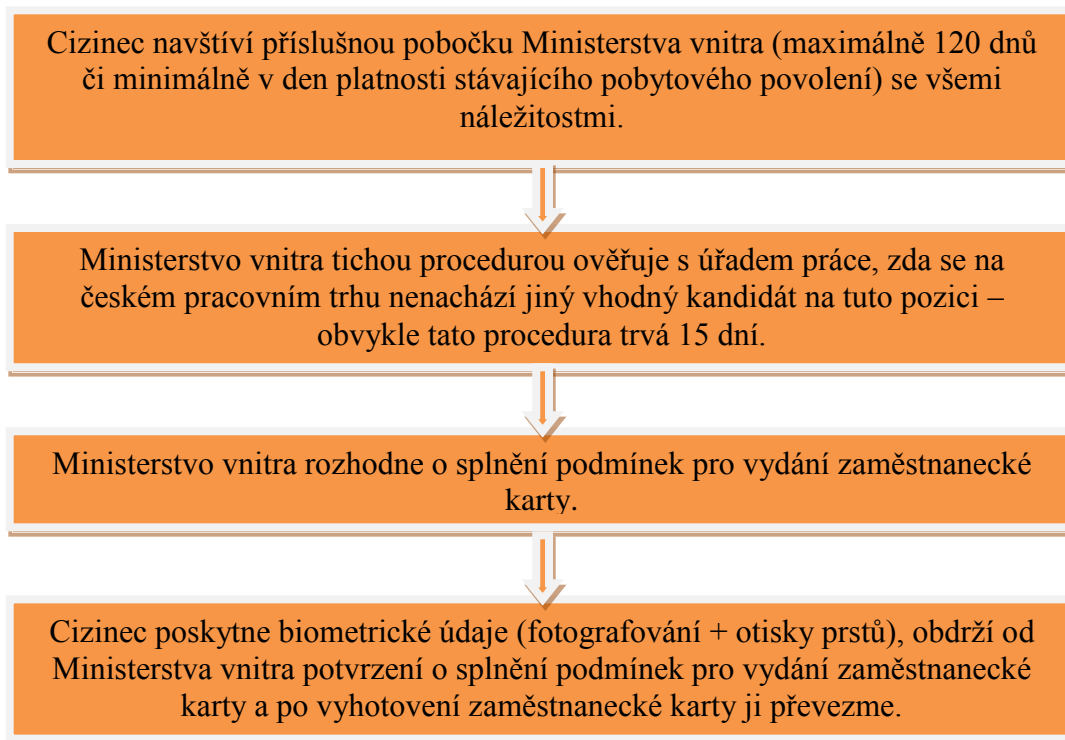 Cizinec navštíví příslušnou pobočku Ministerstva vnitra (maximálně 120 dnů
či minimálně v den platnosti stávajícího pobytového povolení) se všemi
náležitostmi.
Ministerstvo vnitra tichou procedurou ověřuje s úřadem práce, zda se na
českém pracovním trhu nenachází jiný vhodný kandidát na tuto pozici –
obvykle tato procedura trvá 15 dní.
Ministerstvo vnitra rozhodne o splnění podmínek pro vydání zaměstnanecké
karty.
Cizinec poskytne biometrické údaje (fotografování + otisky prstů), obdrží od
Ministerstva vnitra potvrzení o splnění podmínek pro vydání zaměstnanecké
karty a po vyhotovení zaměstnanecké karty ji převezme.